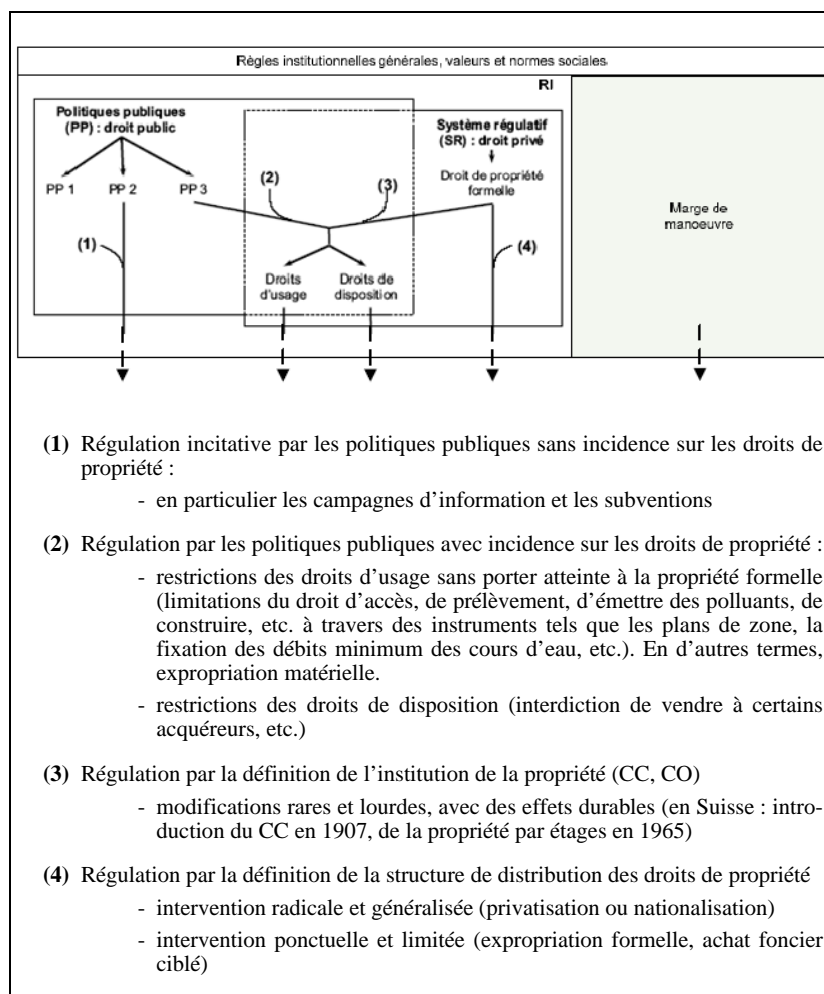 Règles institutionnelles générales, valeurs et normes sociales
RI
Politiques publiques
(PP) : droit public
Système régulatif
(SR) : droit privé
PP 1 PP 2 PP 3
(2)
(3)
Droit de propriété
formelle
Marge de
manoeuvre
(1)
(4)
Droits
d'usage
Droits de
disposition
(1) Régulation incitative par les politiques publiques sans incidence sur les droits de
propriété :
- en particulier les campagnes d'information et les subventions
(2) Régulation par les politiques publiques avec incidence sur les droits de propriété :
- restrictions des droits d'usage sans porter atteinte à la propriété formelle
(limitations du droit d'accès, de prélèvement, d'émettre des polluants, de
construire, etc. à travers des instruments tels que les plans de zone, la
fixation des débits minimum des cours d'eau, etc.). En d'autres termes,
expropriation matérielle.
- restrictions des droits de disposition (interdiction de vendre à certains
acquéreurs, etc.)
(3) Régulation par la définition de l'institution de la propriété (CC, CO)
- modifications rares et lourdes, avec des effets durables (en Suisse : intro-
duction du CC en 1907, de la propriété par étages en 1965)
(4) Régulation par la définition de la structure de distribution des droits de propriété
- intervention radicale et généralisée (privatisation ou nationalisation)
- intervention ponctuelle et limitée (expropriation formelle, achat foncier
ciblé)